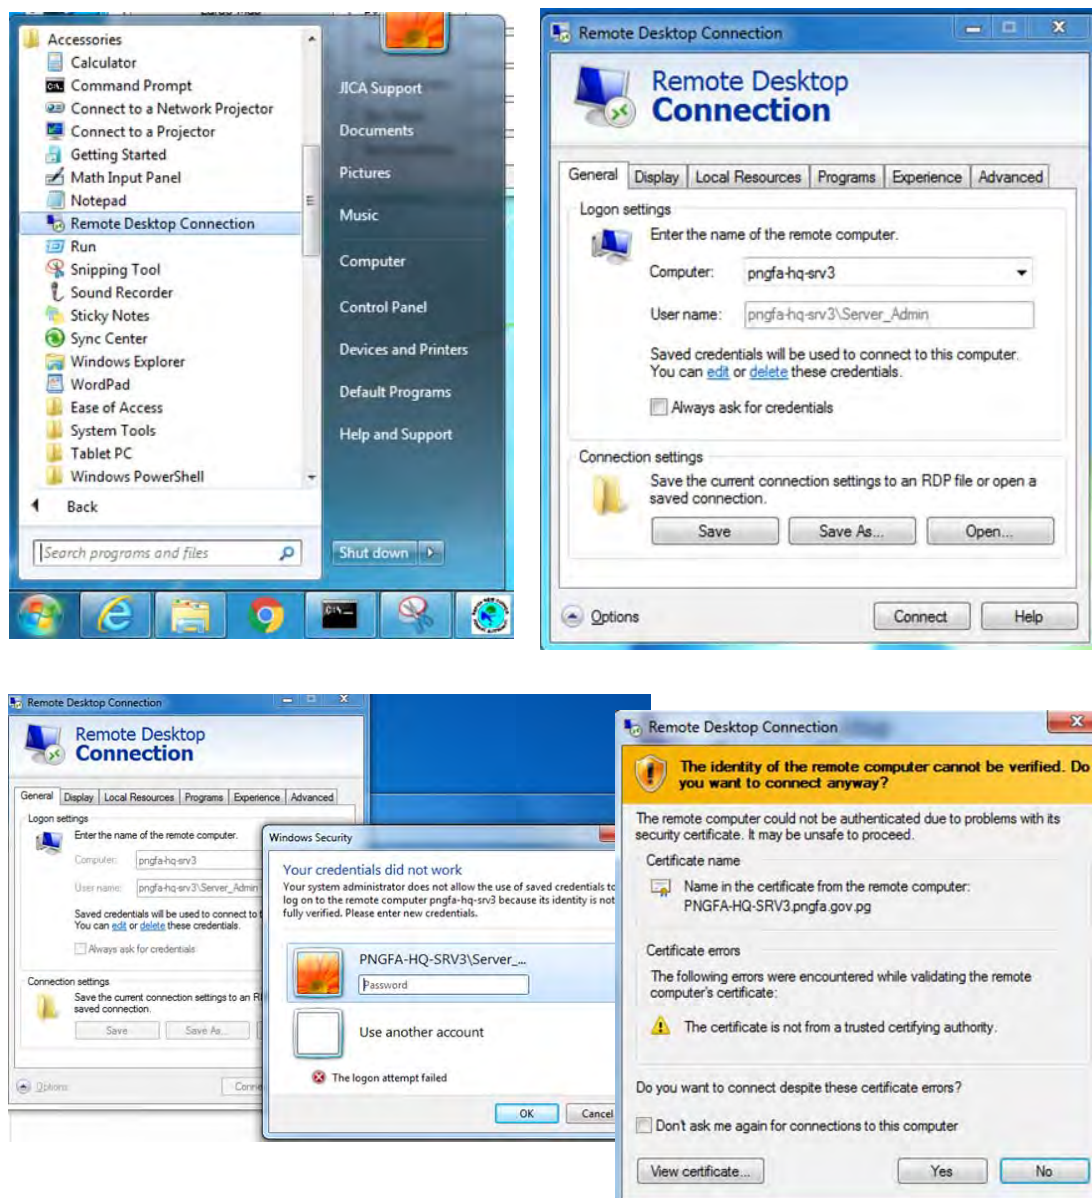 Accessories
Calculator
Command Prompt
Connect to a Network Projector
Connect to a Projector
Getting Started
Math Input Panel
Notepad
Remote Desktop Connection
Run
Snipping Tool
Sound Recorder
Sticky Notes
Sync Center
Windows Explorer
WordPad
Ease of Access
System Tools
Tablet PC
Windows PowerShell
Back
Search programs and files
JICA Support
Documents
Pictures
Music
Computer
Control Panel
Devices and Printers
Default Programs
Help and Support
Shut down
Remote Desktop Connection
Remote Desktop
Connection
General Display Local Resources Programs Experience Advanced
Logon settings
Enter the name of the remote computer.
Computer: pngfa-hq-srv3
User name: pngfa-hq-srv3\Server_Admin
Saved credentials will be used to connect to this computer.
You can edit or delete these credentials.
Always ask for credentials
Connection settings
Save the current connection settings to an RDP file or open a
saved connection.
Save Save As... Open...
Options Connect Help
Remote Desktop Connection
Remote Desktop
Connection
General Display Local Resources Programs Experience Advanced
Logon settings
Enter the name of the remote computer.
Computer: pngfa-hq-srv3
User name: pngfa-hq-srv3\Server_Admin
Saved credentials will be used to connect to t
You can edit or delete these credentials.
Always ask for credentials
Connection settings
Save the current connection settings to an R
saved connection.
Save Save As...
Options Conne
Windows Security
Your credentials did not work
Your system administrator does not allow the use of saved credentials to
log on to the remote computer pngfa-hq-srv3 because its identity is not
fully verified. Please enter new credentials.
PNGFA-HQ-SRV3\Server_...
Password
Use another account
The logon attempt failed
OK Cancel
Remote Desktop Connection
The identity of the remote computer cannot be verified. Do
you want to connect anyway?
The remote computer could not be authenticated due to problems with its
security certificate. It may be unsafe to proceed.
Certificate name
Name in the certificate from the remote computer:
PNGFA-HQ-SRV3.pngfa.gov.pg
Certificate errors
The following errors were encountered while validating the remote
computer's certificate:
The certificate is not from a trusted certifying authority.
Do you want to connect despite these certificate errors?
Don't ask me again for connections to this computer
View certificate... Yes No